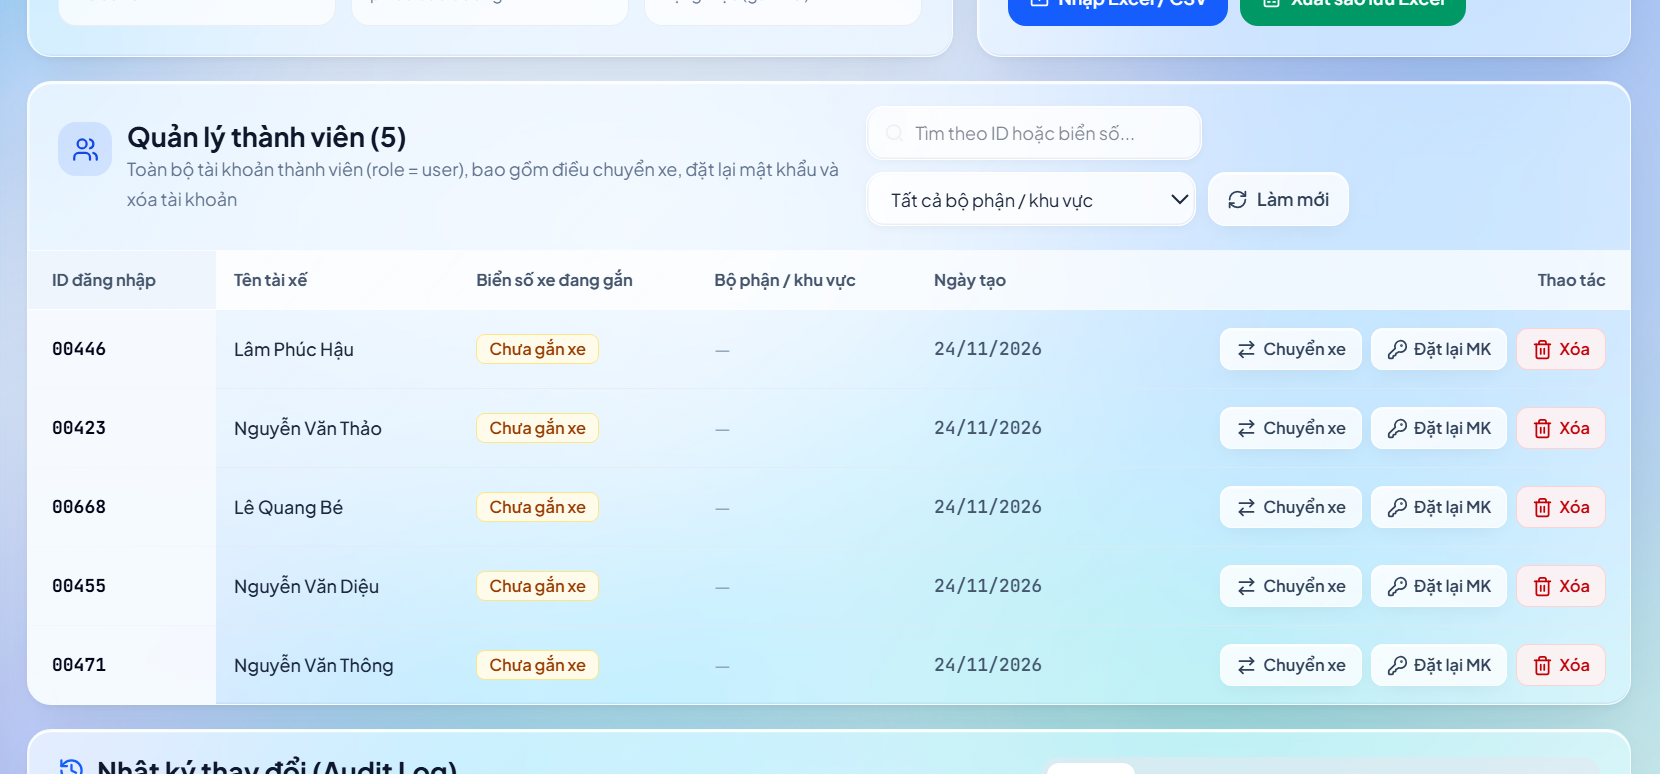 Nhập Excel / CSV
Xuất sao lưu Excel
Quản lý thành viên (5)
Toàn bộ tài khoản thành viên (role = user), bao gồm điều chuyển xe, đặt lại mật khẩu và
xóa tài khoản
Tìm theo ID hoặc biển số...
Tất cả bộ phận / khu vực
Làm mới
ID đăng nhập Tên tài xế Biển số xe đang gắn Bộ phận / khu vực Ngày tạo Thao tác
00446 Lâm Phúc Hậu Chưa gắn xe — 24/11/2026 Chuyển xe Đặt lại MK Xóa
00423 Nguyễn Văn Thảo Chưa gắn xe — 24/11/2026 Chuyển xe Đặt lại MK Xóa
00668 Lê Quang Bé Chưa gắn xe — 24/11/2026 Chuyển xe Đặt lại MK Xóa
00455 Nguyễn Văn Diệu Chưa gắn xe — 24/11/2026 Chuyển xe Đặt lại MK Xóa
00471 Nguyễn Văn Thông Chưa gắn xe — 24/11/2026 Chuyển xe Đặt lại MK Xóa
Nhật ký thay đổi (Audit Log)